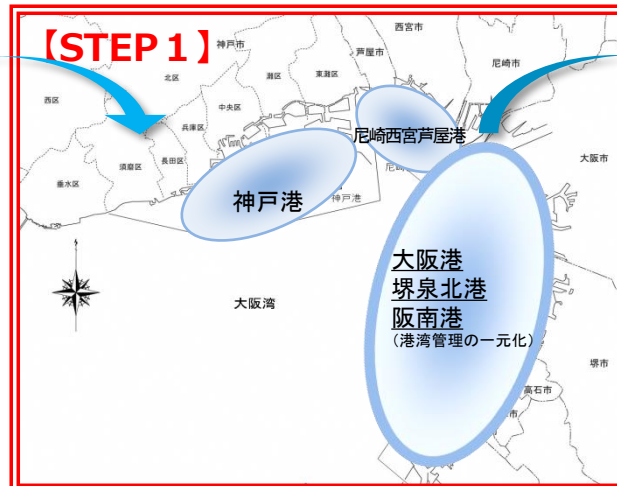 【STEP１】
西宮市
神戸市
芦屋市
尼崎市
北区
灘区
東灘区
西区
中央区
兵庫区
尼崎西宮芦屋港
長田区
須磨区
大阪市
垂水区
神戸港
神戸港
大阪港
堺泉北港
阪南港
（港湾管理の一元化）
大阪湾
堺市
高石市